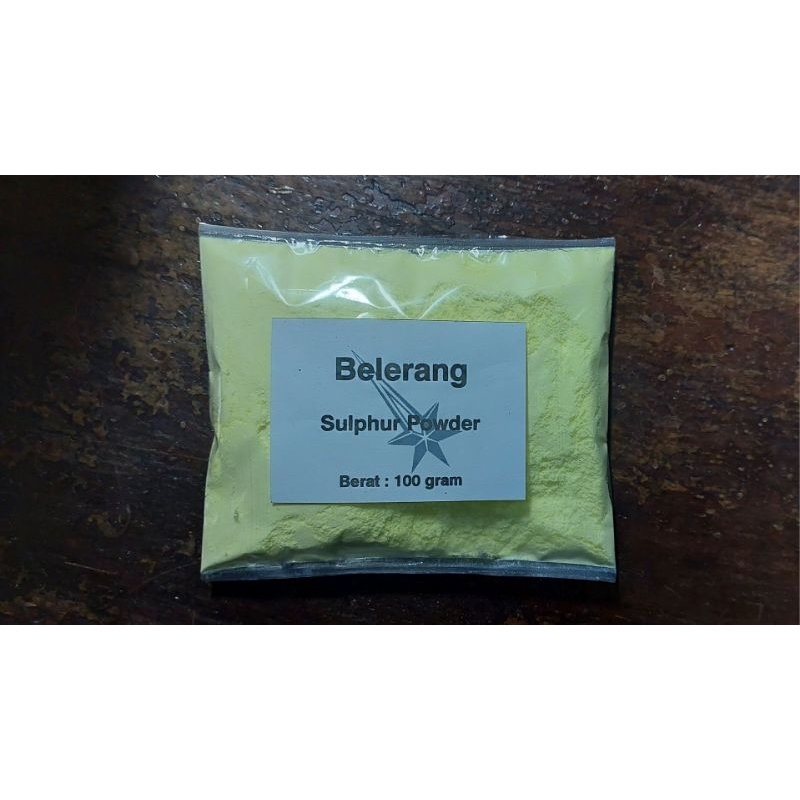 Belerang
Sulphur Powder
Berat : 100 gram